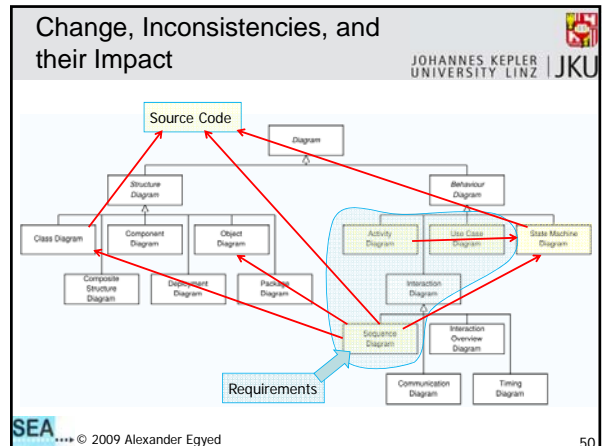 Change, Inconsistencies, and
their Impact
JOHANNES KEPLER
UNIVERSITY LINZ
JKU
Source Code
Diagram
Structure
Diagram
Behaviour
Diagram
Class Diagram
Component
Diagram
Object
Diagram
Activity
Diagram
Use Case
Diagram
State Machine
Diagram
Composite
Structure
Diagram
Deployment
Diagram
Package
Diagram
Interaction
Diagram
Sequence
Diagram
Interaction
Overview
Diagram
Requirements
Communication
Diagram
Timing
Diagram
SEA
© 2009 Alexander Egyed
50